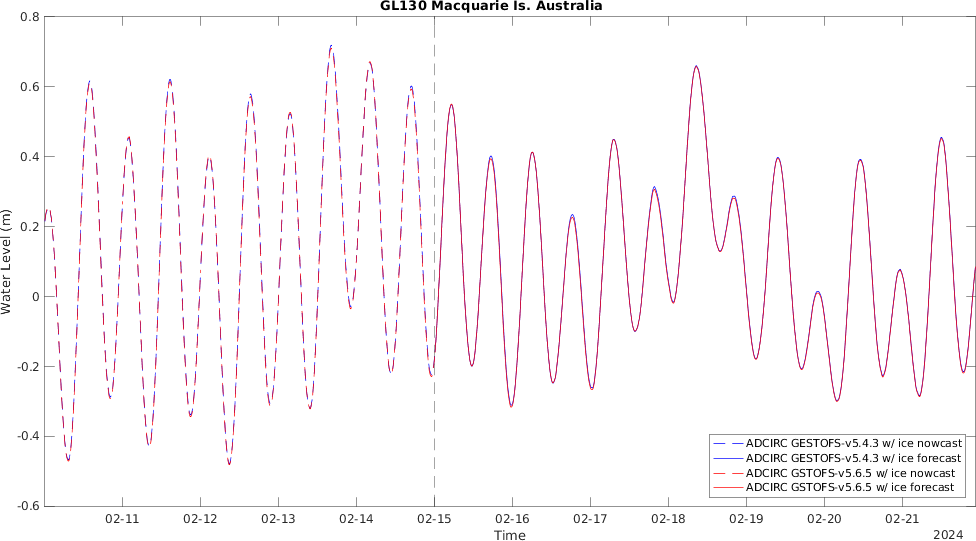 GL130 Macquarie Is. Australia
0.8
0.6
0.4
0.2
0
-0.2
-0.4
-0.6
Water Level (m)
ADCIRC GESTOFS-v5.4.3 w/ ice nowcast
ADCIRC GESTOFS-v5.4.3 w/ ice forecast
ADCIRC GSTOFS-v5.6.5 w/ ice nowcast
ADCIRC GSTOFS-v5.6.5 w/ ice forecast
02-11 02-12 02-13 02-14 02-15 02-16 02-17 02-18 02-19 02-20 02-21
Time
2024